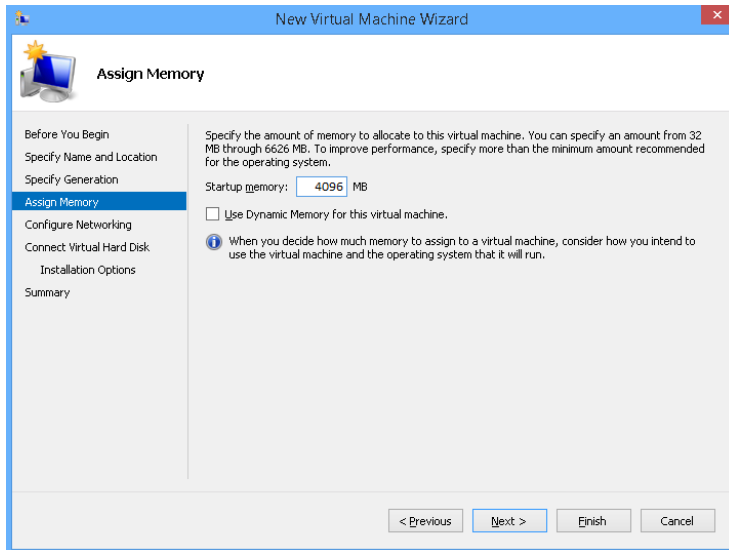 New Virtual Machine Wizard
Assign Memory
Before You Begin
Specify Name and Location
Specify Generation
Assign Memory
Configure Networking
Connect Virtual Hard Disk
Installation Options
Summary
Specify the amount of memory to allocate to this virtual machine. You can specify an amount from 32
MB through 6626 MB. To improve performance, specify more than the minimum amount recommended
for the operating system.
Startup memory: 4096 MB
Use Dynamic Memory for this virtual machine.
When you decide how much memory to assign to a virtual machine, consider how you intend to
use the virtual machine and the operating system that it will run.
< Previous Next > Finish Cancel